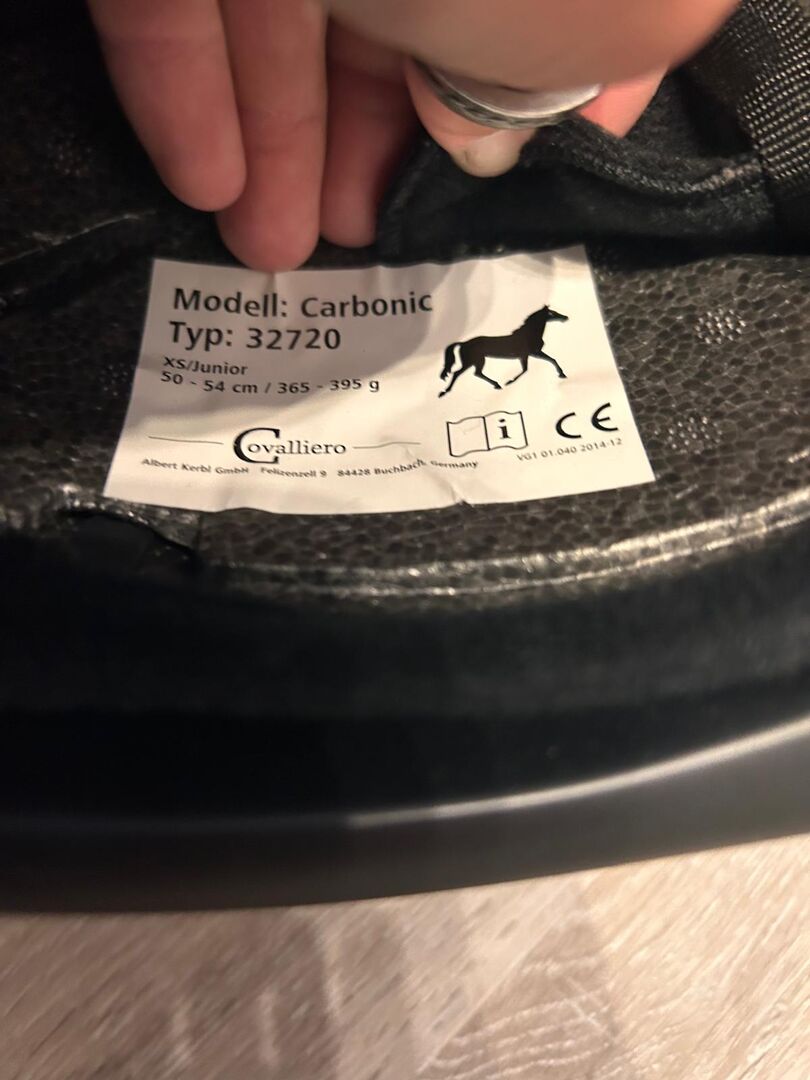 Modell: Carbonic
Typ: 32720
XS/Junior
50 - 54 cm / 365 - 395 g
i
CE
Covalliero
VG1 01.040 2014-12
Albert Kerbl GmbH Felizenzell 9 84428 Buchbach, Germany